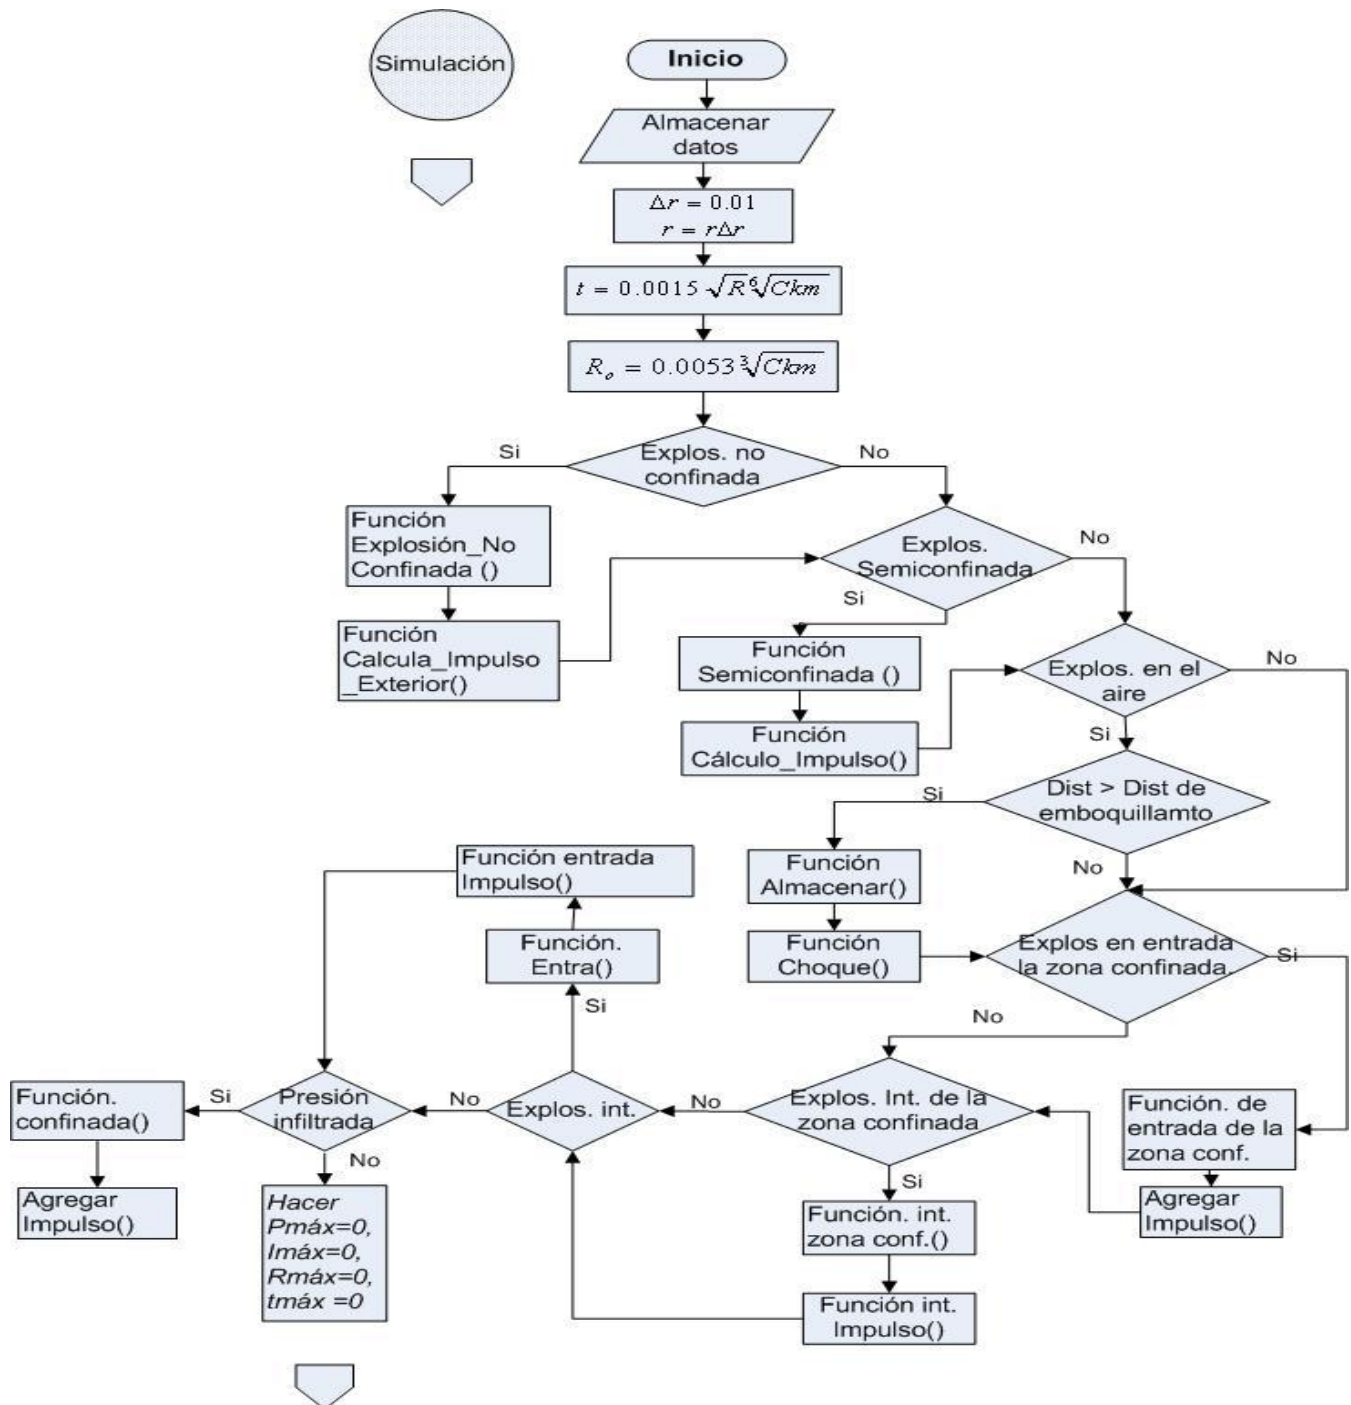 Simulación
Inicio
Almacenar
datos
Δr = 0.01
r = rΔr
t = 0.0015 √R ⁶√Ckm
R₀ = 0.0053 ³√Ckm
Explos. no
confinada
Si
No
Función
Explosión_No
Confinada ()
Explos.
Semiconfinada
No
Si
Función
Calcula_Impulso
_Exterior()
Función
Semiconfinada ()
Explos. en el
aire
No
Si
Función
Cálculo_Impulso()
Dist > Dist de
emboquillamto
Si
No
Función entrada
Impulso()
Función
Almacenar()
Función.
Entra()
Función
Choque()
Explos en entrada
la zona confinada.
Si
No
Si
Función.
confinada()
Si
Presión
infiltrada
No
Explos. int.
No
Explos. Int. de la
zona confinada
Función. de
entrada de la
zona conf.
No
Si
Agregar
Impulso()
Hacer
Pmáx=0,
Imáx=0,
Rmáx=0,
tmáx =0
Función. int.
zona conf.()
Agregar
Impulso()
Función int.
Impulso()